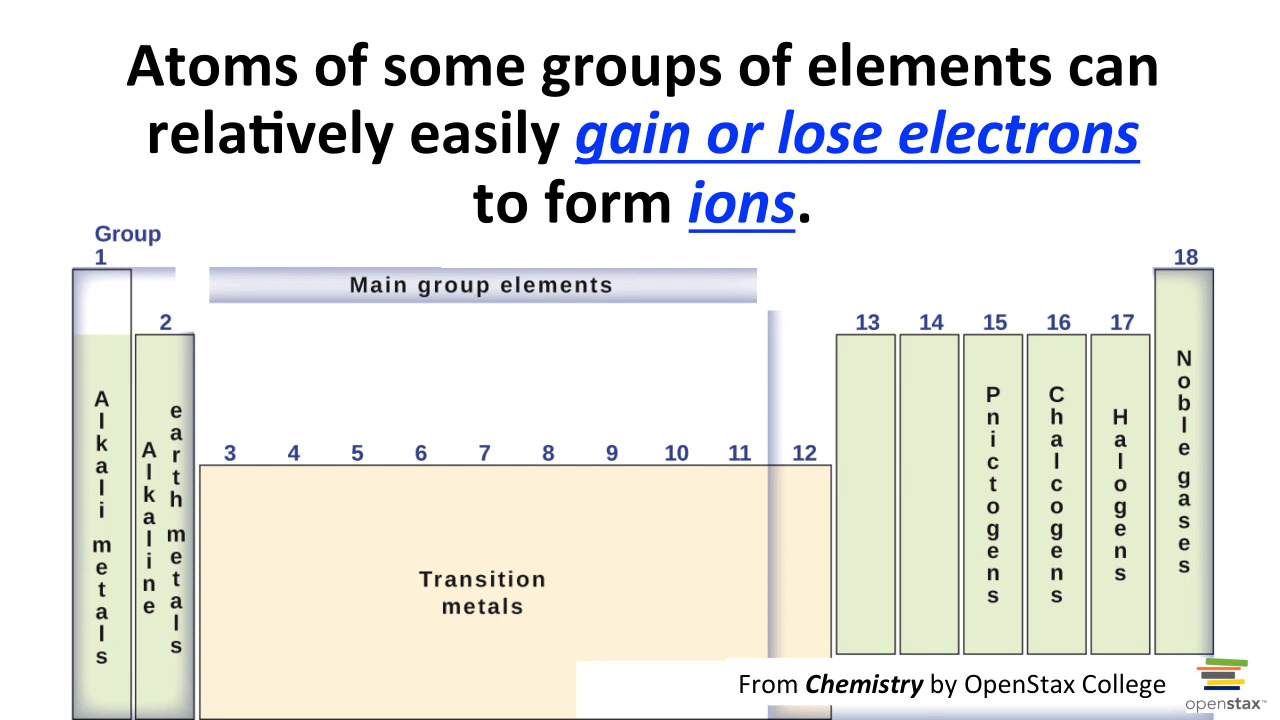 Atoms of some groups of elements can
relatively easily gain or lose electrons
to form ions.
Group
1
18
Main group elements
2
13 14 15 16 17
3 4 5 6 7 8 9 10 11 12
Alkali metals
Alkaline
earth metals
Transition
metals
Pnictogens
Chalcogens
Halogens
Noble gases
From Chemistry by OpenStax College
openstax™